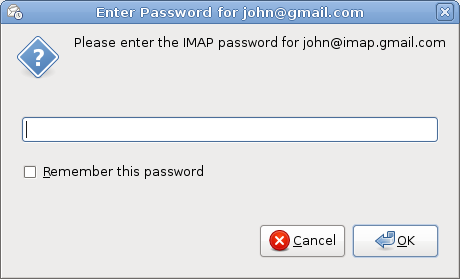 Enter Password for john@gmail.com
Please enter the IMAP password for john@imap.gmail.com
Remember this password
Cancel
OK